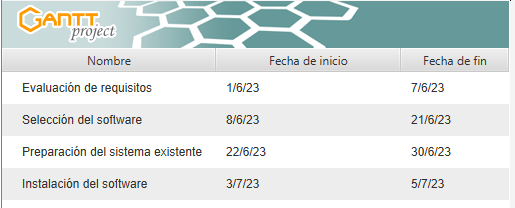 GANTT
project
Nombre Fecha de inicio Fecha de fin
Evaluación de requisitos 1/6/23 7/6/23
Selección del software 8/6/23 21/6/23
Preparación del sistema existente 22/6/23 30/6/23
Instalación del software 3/7/23 5/7/23